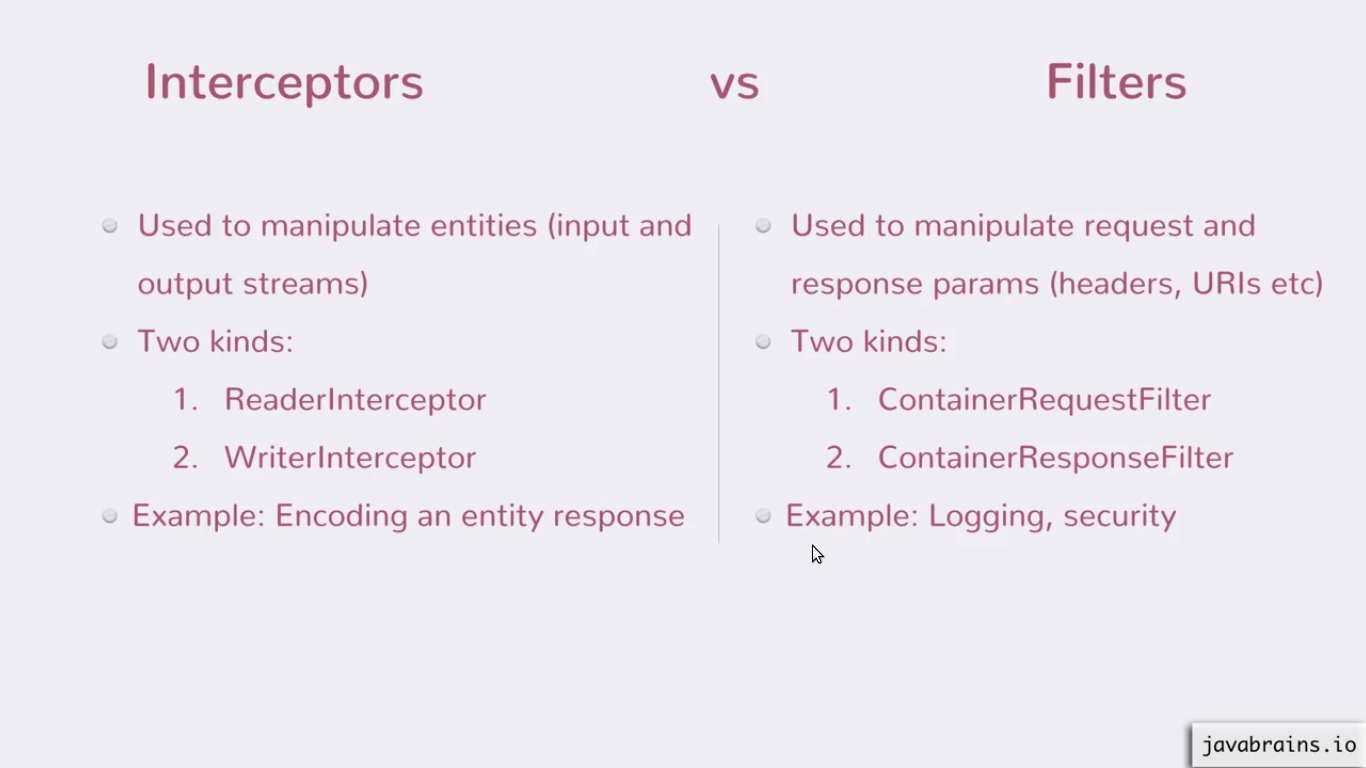 Interceptors vs Filters
Used to manipulate entities (input and
output streams)
Two kinds:
1. ReaderInterceptor
2. WriterInterceptor
Example: Encoding an entity response
Used to manipulate request and
response params (headers, URIs etc)
Two kinds:
1. ContainerRequestFilter
2. ContainerResponseFilter
Example: Logging, security
javabrains.io